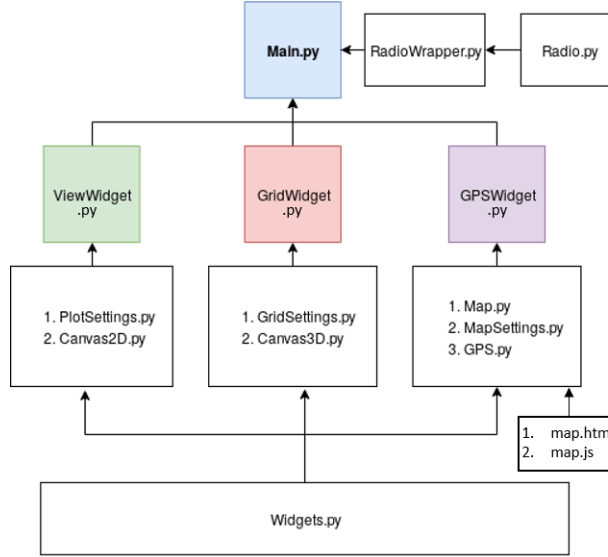 Main.py
RadioWrapper.py
Radio.py
ViewWidget
.py
GridWidget
.py
GPSWidget
.py
1. PlotSettings.py
2. Canvas2D.py
1. GridSettings.py
2. Canvas3D.py
1. Map.py
2. MapSettings.py
3. GPS.py
1. map.htm
2. map.js
Widgets.py